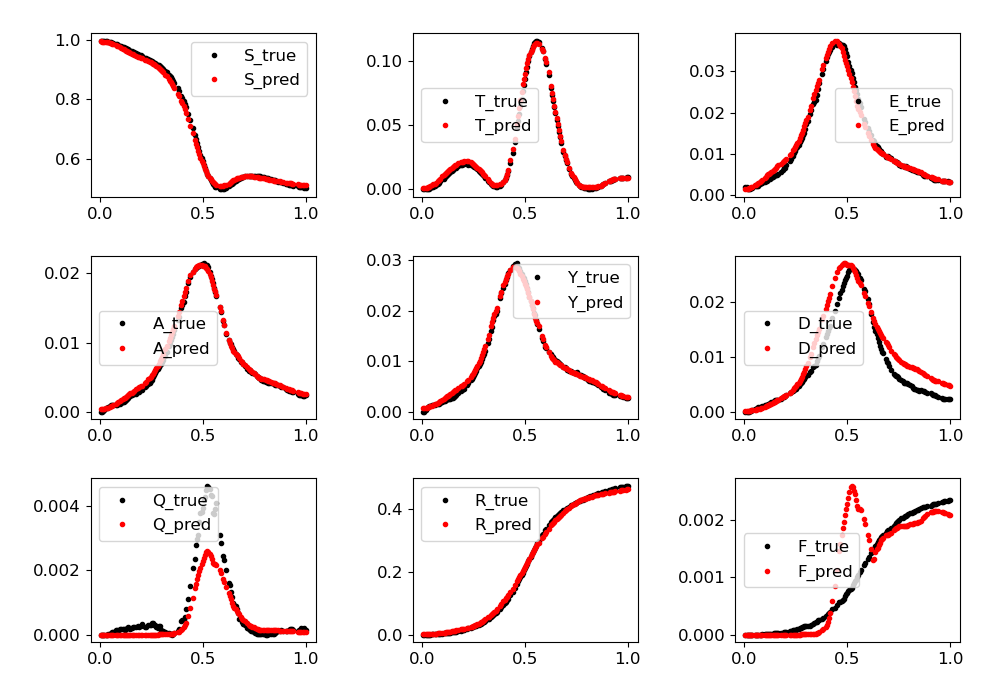 1.0
0.8
0.6
S_true
S_pred
0.0 0.5 1.0
0.10
0.05
0.00
T_true
T_pred
0.0 0.5 1.0
0.03
0.02
0.01
0.00
E_true
E_pred
0.0 0.5 1.0
0.02
0.01
0.00
A_true
A_pred
0.0 0.5 1.0
0.03
0.02
0.01
0.00
Y_true
Y_pred
0.0 0.5 1.0
0.02
0.01
0.00
D_true
D_pred
0.0 0.5 1.0
0.004
0.002
0.000
Q_true
Q_pred
0.0 0.5 1.0
0.4
0.2
0.0
R_true
R_pred
0.0 0.5 1.0
0.002
0.001
0.000
F_true
F_pred
0.0 0.5 1.0